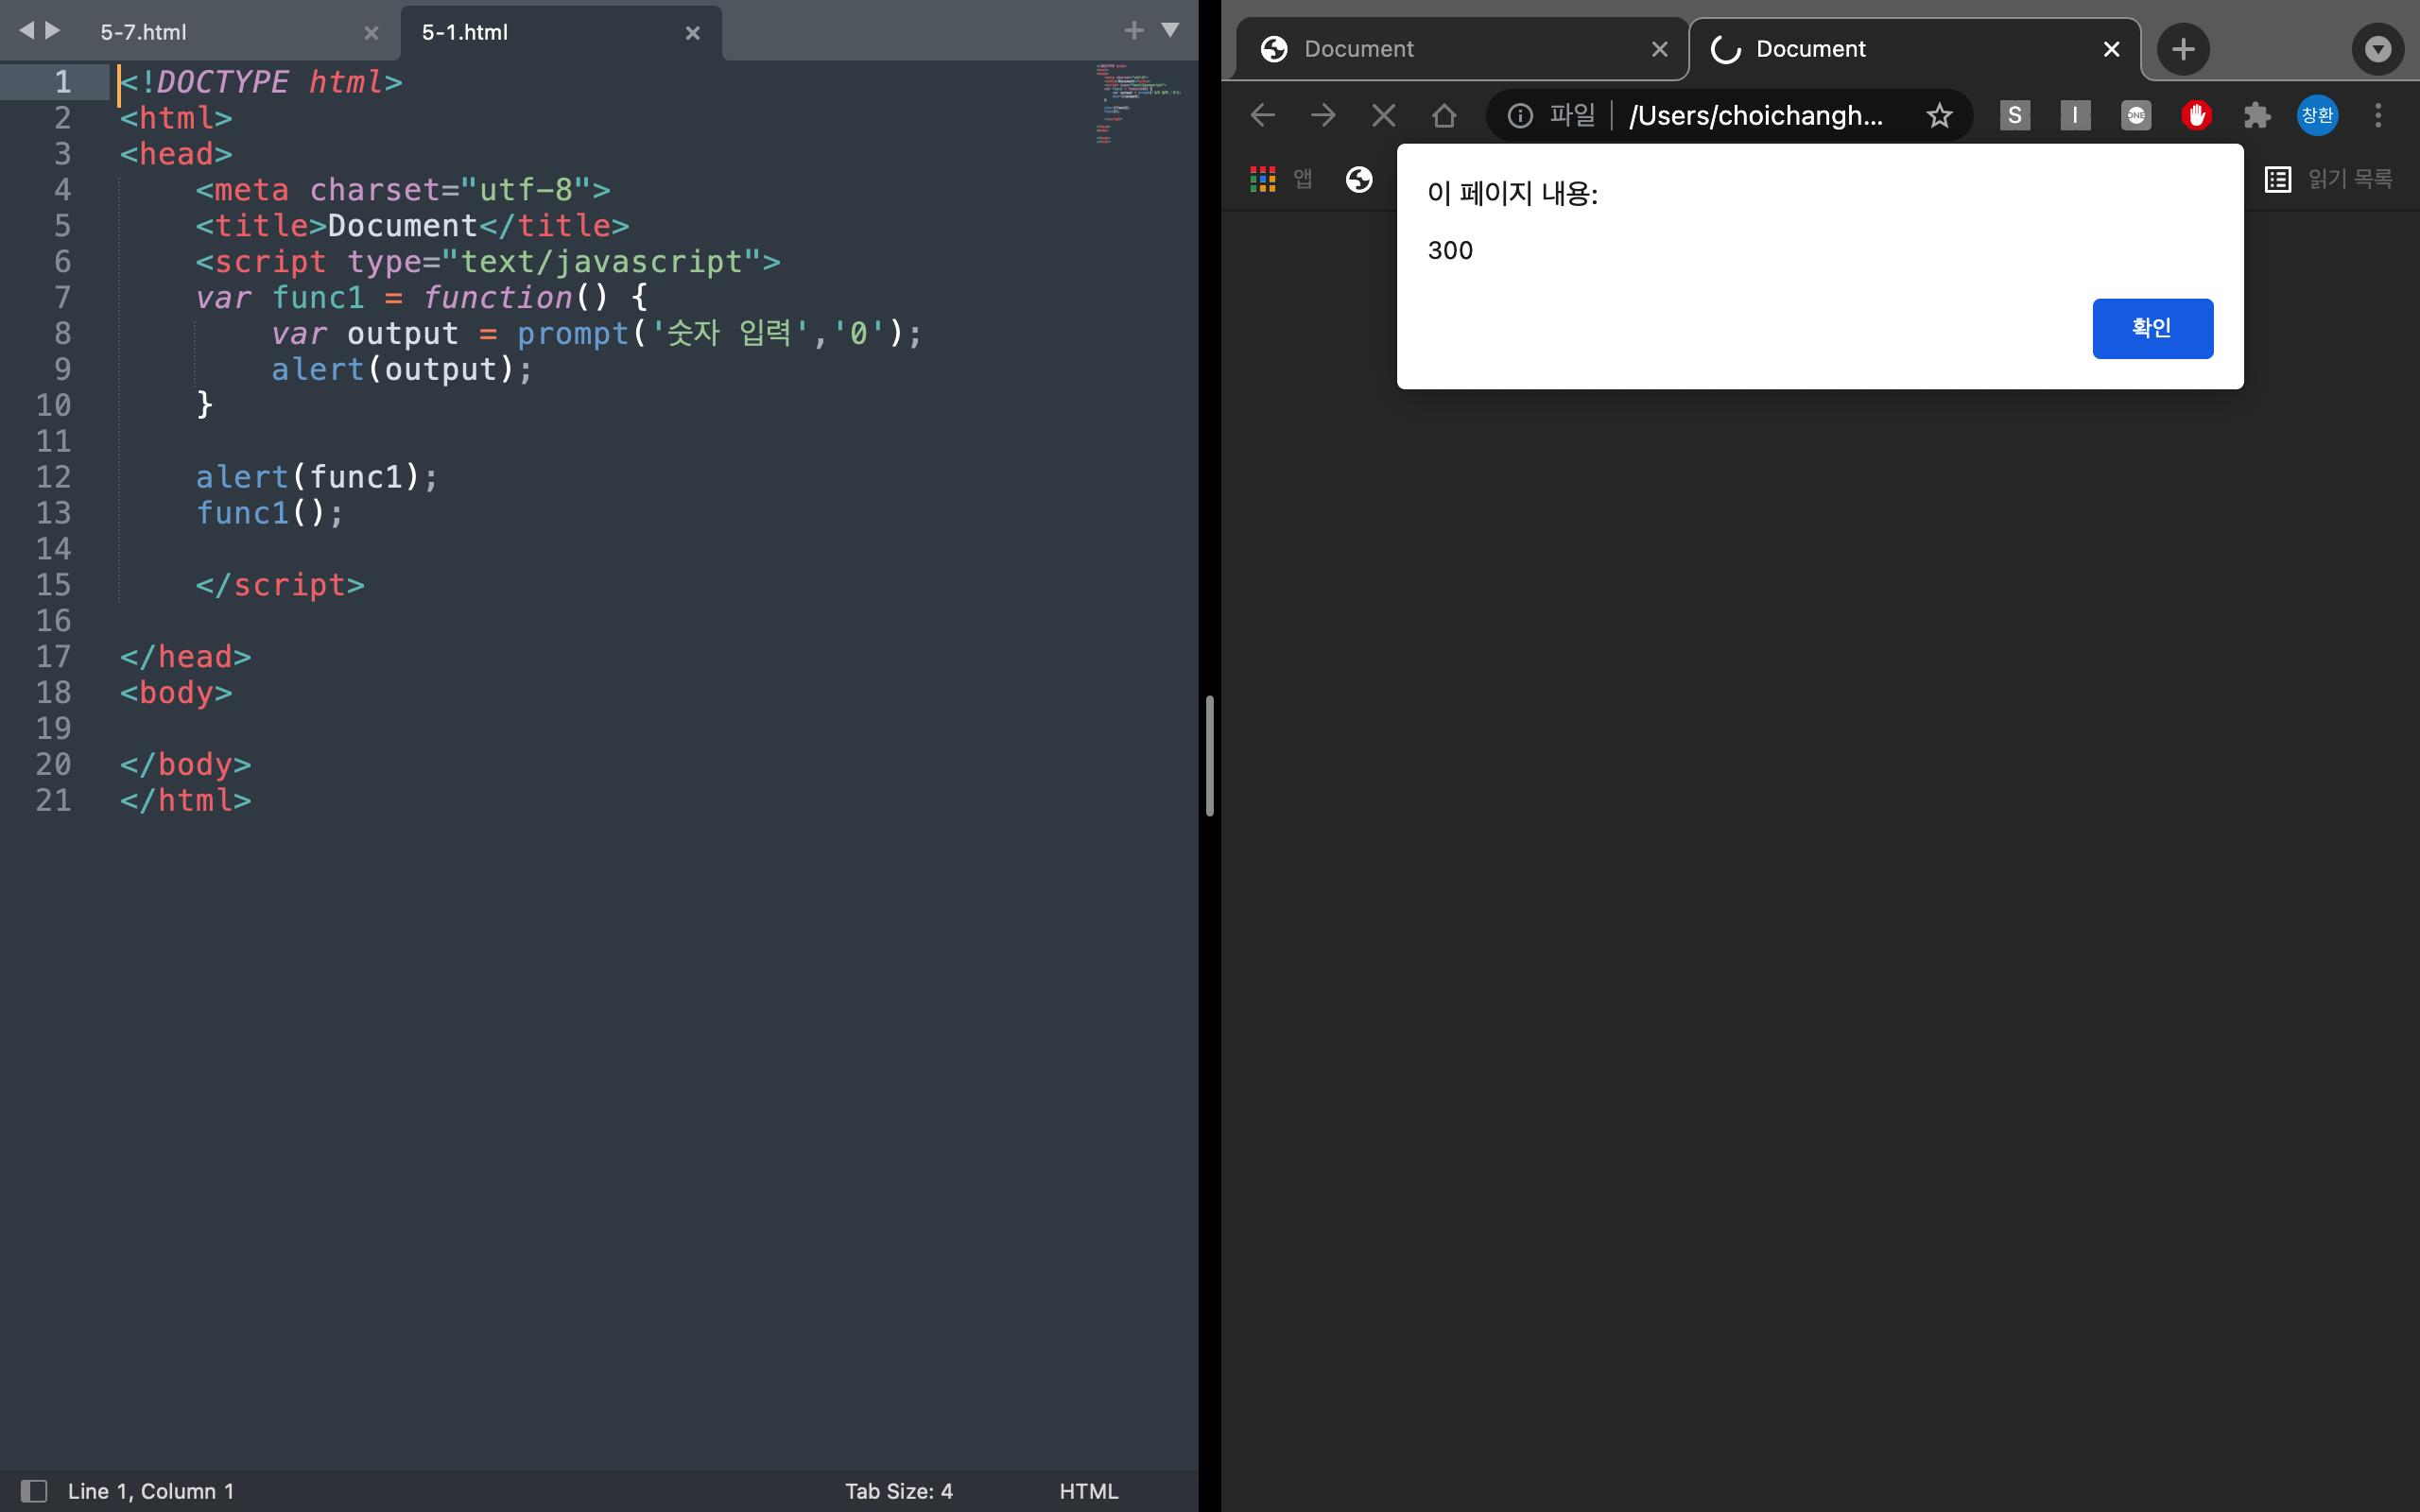 5-7.html
5-1.html
1 <!DOCTYPE html>
2 <html>
3 <head>
4 <meta charset="utf-8">
5 <title>Document</title>
6 <script type="text/javascript">
7 var func1 = function() {
8 var output = prompt('숫자 입력','0');
9 alert(output);
10 }
11
12 alert(func1);
13 func1();
14
15 </script>
16
17 </head>
18 <body>
19
20 </body>
21 </html>
Line 1, Column 1
Tab Size: 4
HTML
Document
Document
파일 /Users/choichangh...
S
I
ONE
창환
앱
읽기 목록
이 페이지 내용:
300
확인